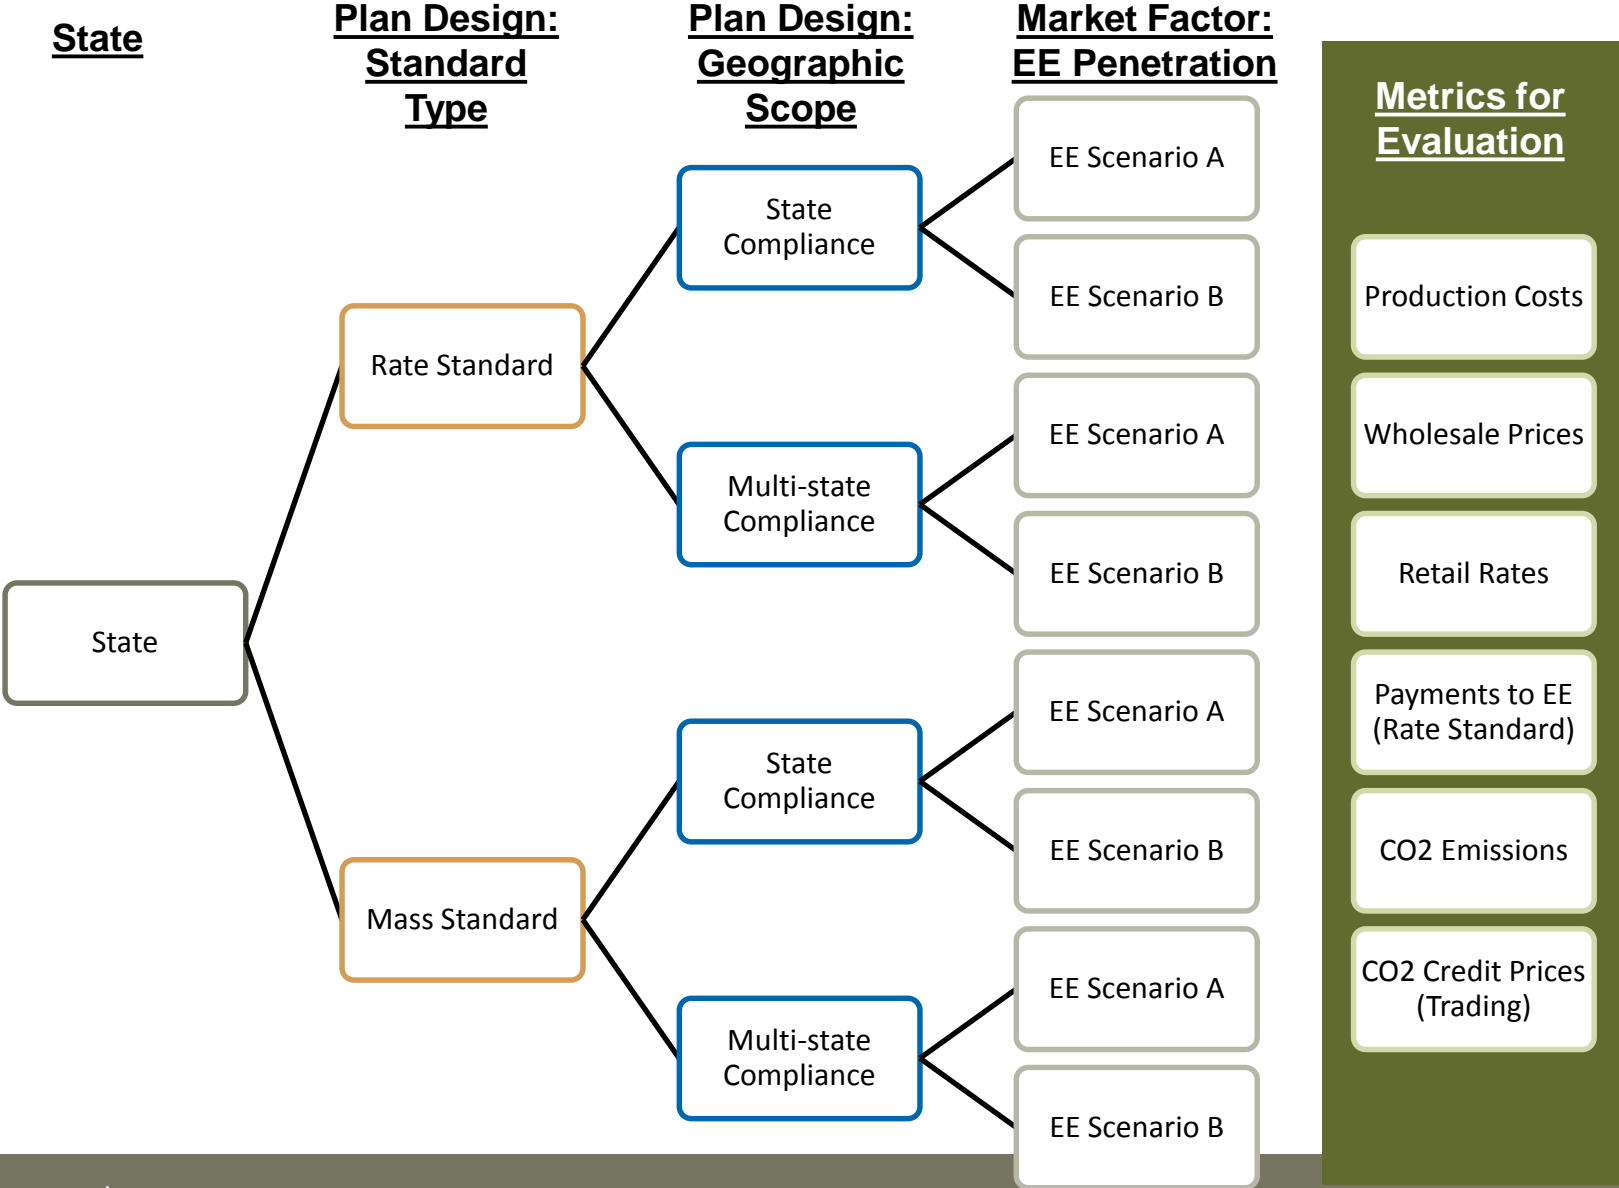 State
Plan Design:
Standard
Type
Plan Design:
Geographic
Scope
Market Factor:
EE Penetration
Metrics for
Evaluation
State
Rate Standard
Mass Standard
State
Compliance
Multi-state
Compliance
State
Compliance
Multi-state
Compliance
EE Scenario A
EE Scenario B
EE Scenario A
EE Scenario B
EE Scenario A
EE Scenario B
EE Scenario A
EE Scenario B
Production Costs
Wholesale Prices
Retail Rates
Payments to EE
(Rate Standard)
CO2 Emissions
CO2 Credit Prices
(Trading)